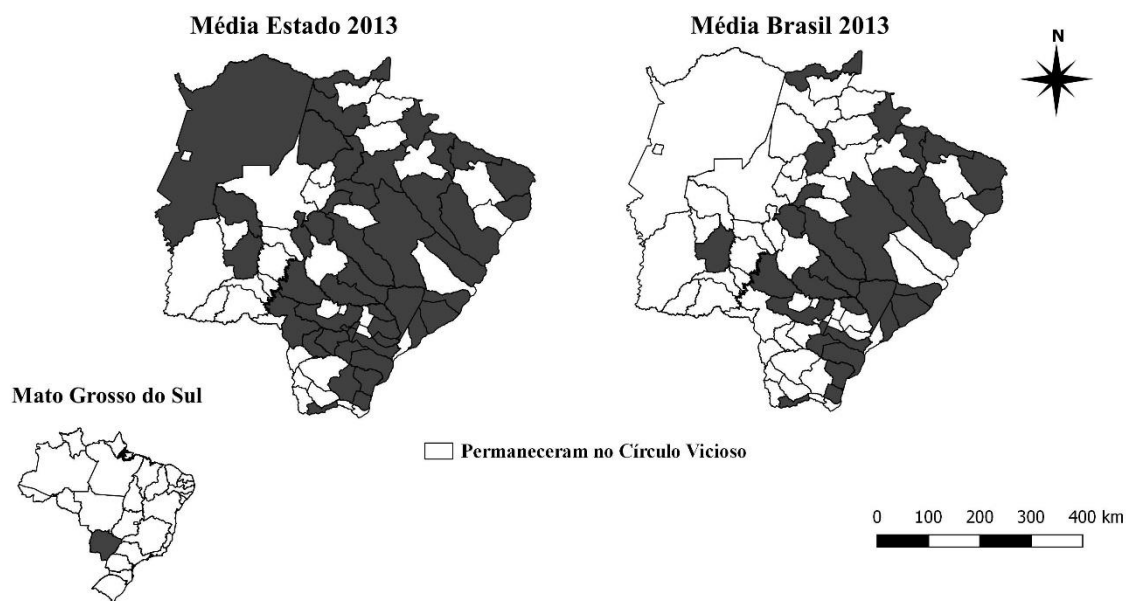 Média Estado 2013
Média Brasil 2013
N
Mato Grosso do Sul
Permaneceram no Círculo Vicioso
0 100 200 300 400 km